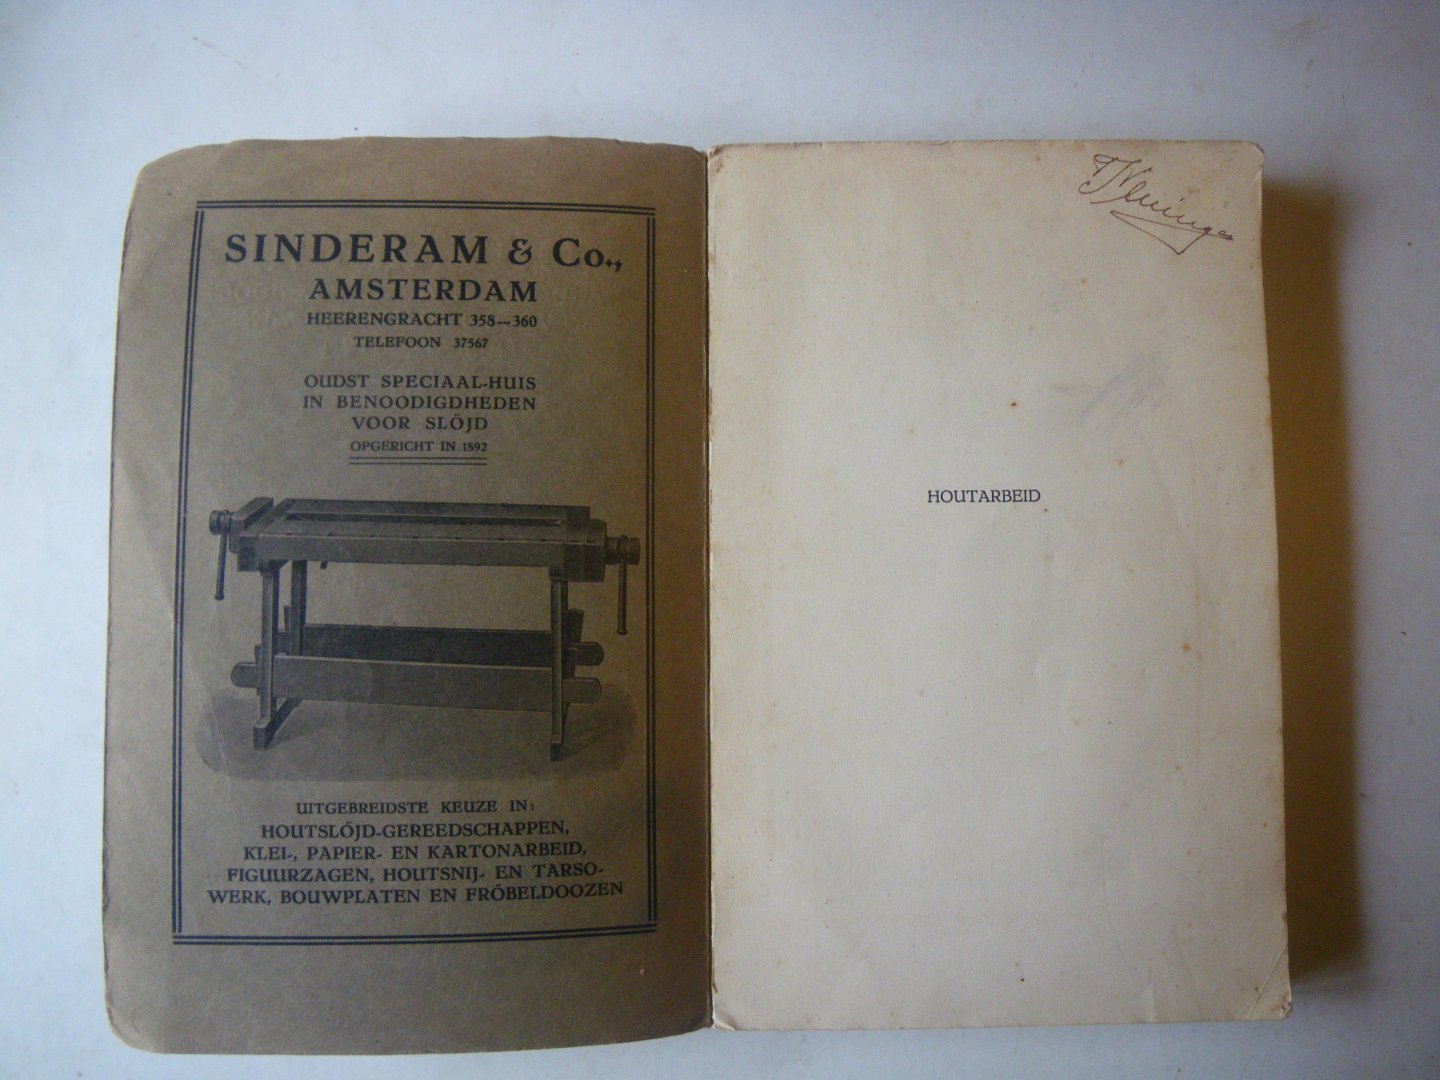 SINDERAM & Co.,
AMSTERDAM
HEERENGRACHT 358—360
TELEFOON 37567
OUDST SPECIAAL-HUIS
IN BENOODIGDHEDEN
VOOR SLÖJD
OPGERICHT IN 1892
UITGEBREIDSTE KEUZE IN:
HOUTSLÖJD-GEREEDSCHAPPEN,
KLEI-, PAPIER- EN KARTONARBEID,
FIGUURZAGEN, HOUTSNIJ- EN TARSO-
WERK, BOUWPLATEN EN FRÖBELDOOZEN
HOUTARBEID